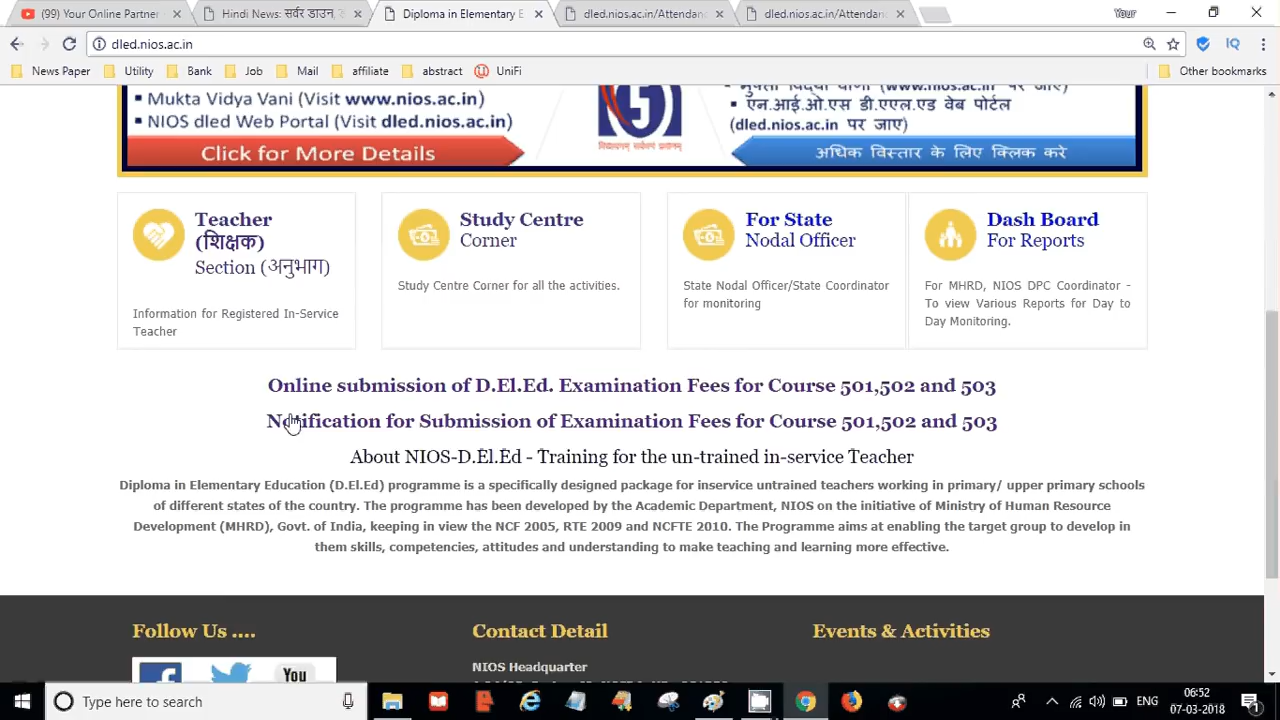 (99) Your Online Partner
Hindi News: सर्वर डाउन,
Diploma in Elementary E
dled.nios.ac.in/Attendan
dled.nios.ac.in/Attendan
Your
dled.nios.ac.in
News Paper
Utility
Bank
Job
Mail
affiliate
abstract
UniFi
Other bookmarks
▪ Mukta Vidya Vani (Visit www.nios.ac.in)
▪ NIOS dled Web Portal (Visit dled.nios.ac.in)
Click for More Details
▪ एन.आई.ओ.एस डी.एएल.एड वेब पोर्टल
(dled.nios.ac.in पर जाए)
अधिक विस्तार के लिए क्लिक करे
Teacher
(शिक्षक)
Section (अनुभाग)
Information for Registered In-Service
Teacher
Study Centre
Corner
Study Centre Corner for all the activities.
For State
Nodal Officer
State Nodal Officer/State Coordinator
for monitoring
Dash Board
For Reports
For MHRD, NIOS DPC Coordinator -
To view Various Reports for Day to
Day Monitoring.
Online submission of D.El.Ed. Examination Fees for Course 501,502 and 503
Notification for Submission of Examination Fees for Course 501,502 and 503
About NIOS-D.El.Ed - Training for the un-trained in-service Teacher
Diploma in Elementary Education (D.El.Ed) programme is a specifically designed package for inservice untrained teachers working in primary/ upper primary schools
of different states of the country. The programme has been developed by the Academic Department, NIOS on the initiative of Ministry of Human Resource
Development (MHRD), Govt. of India, keeping in view the NCF 2005, RTE 2009 and NCFTE 2010. The Programme aims at enabling the target group to develop in
them skills, competencies, attitudes and understanding to make teaching and learning more effective.
Follow Us ....
You
Contact Detail
NIOS Headquarter
Events & Activities
Type here to search
ENG
06:52
07-03-2018